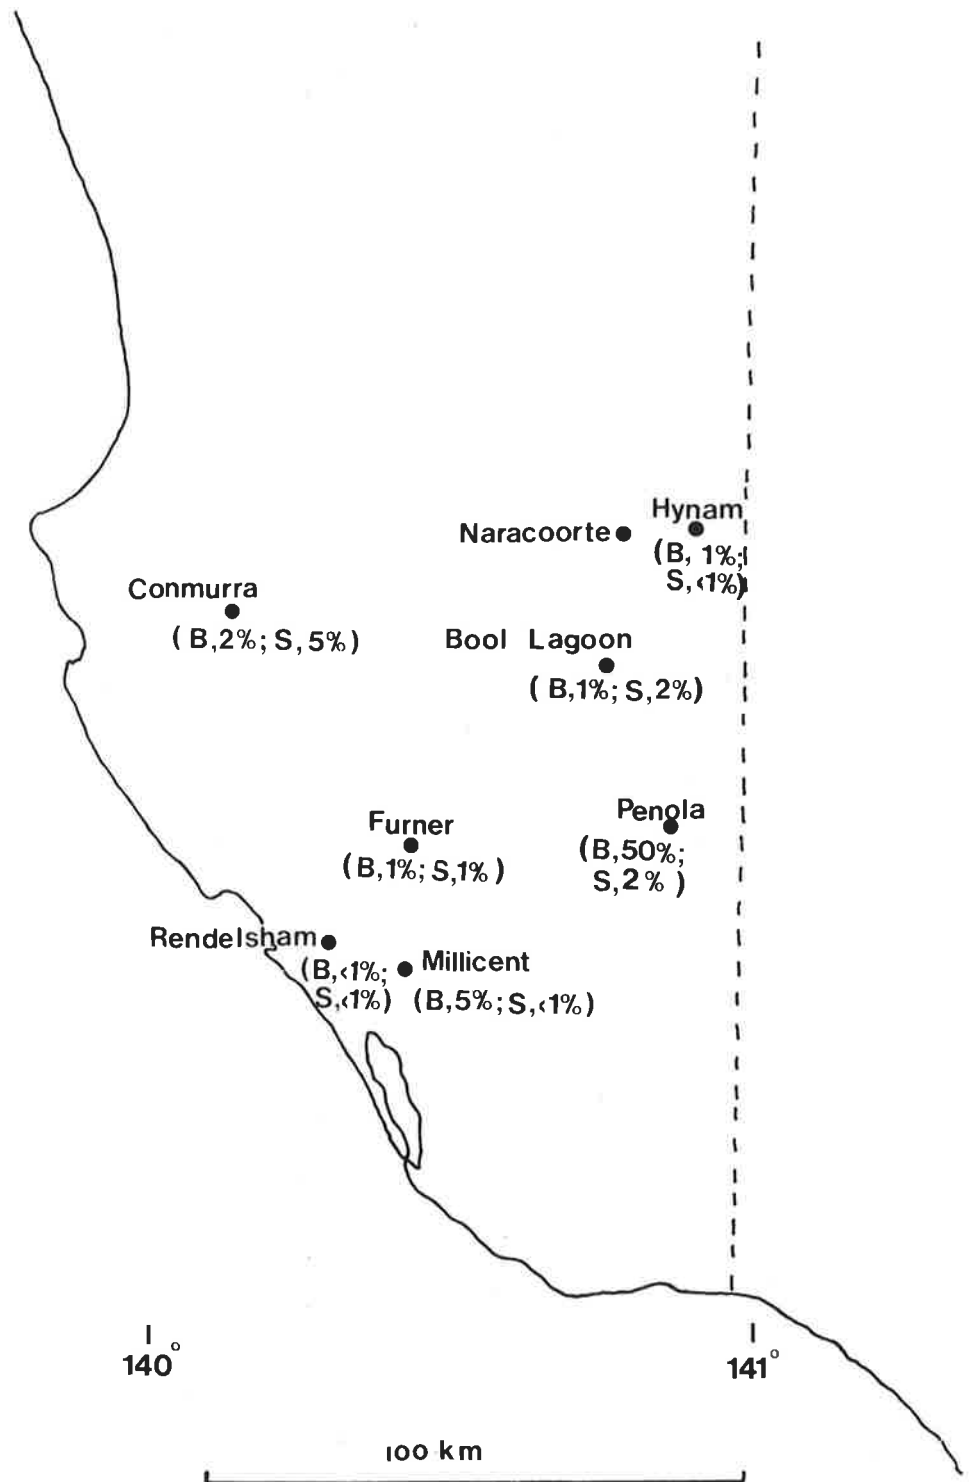 Hynam
Naracoorte
(B, 1%;
S,<1%)
Conmurra
(B,2%; S,5%)
Bool Lagoon
(B,1%; S,2%)
Penola
Furner
(B,50%;
S,2%)
(B,1%; S,1%)
Rendelsham
Millicent
(B,<1%;
S,<1%)
(B,5%; S,<1%)
140°
141°
100 km